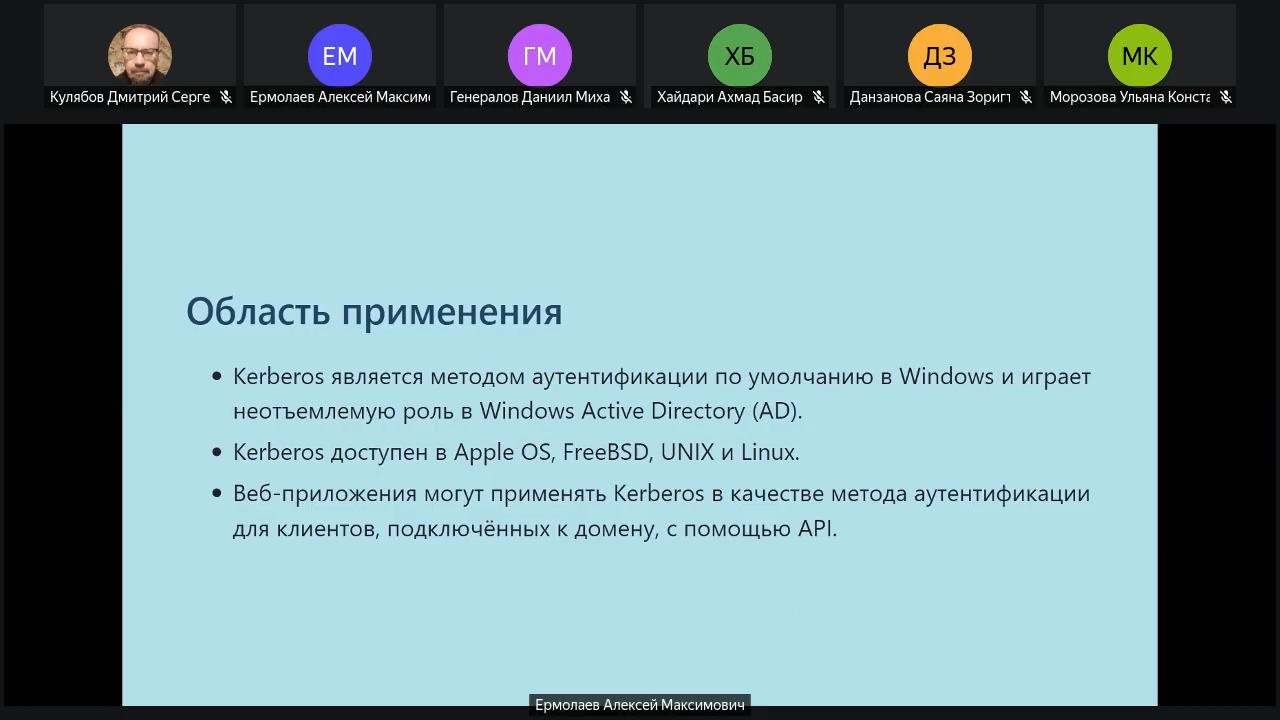 ЕМ
ГМ
ХБ
ДЗ
МК
Кулябов Дмитрий Серге
Ермолаев Алексей Максим
Генералов Даниил Миха
Хайдари Ахмад Басир
Данзанова Саяна Зориг
Морозова Ульяна Конста
Область применения
• Kerberos является методом аутентификации по умолчанию в Windows и играет
неотъемлемую роль в Windows Active Directory (AD).
• Kerberos доступен в Apple OS, FreeBSD, UNIX и Linux.
• Веб-приложения могут применять Kerberos в качестве метода аутентификации
для клиентов, подключённых к домену, с помощью API.
Ермолаев Алексей Максимович